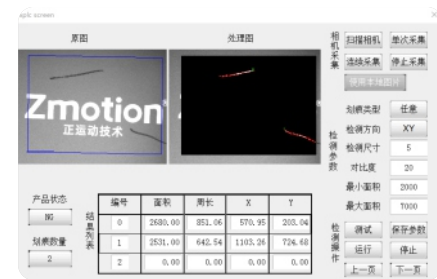 aplc screen
×
原图
处理图
Zmotion
正运动技术
相机采集
扫描相机
单次采集
连续采集
停止采集
使用本地图片
检测参数
划痕类型
任意
检测方向
XY
检测尺寸
5
对比度
20
最小面积
2000
最大面积
7000
产品状态
NG
划痕数量
2
结果列表
编号 面积 周长 X Y
0 2680.00 851.06 570.95 203.04
1 2531.00 642.54 1103.26 724.68
2 0.00 0.00 0.00 0.00
检测操作
测试
保存参数
运行
停止
上一页
下一页